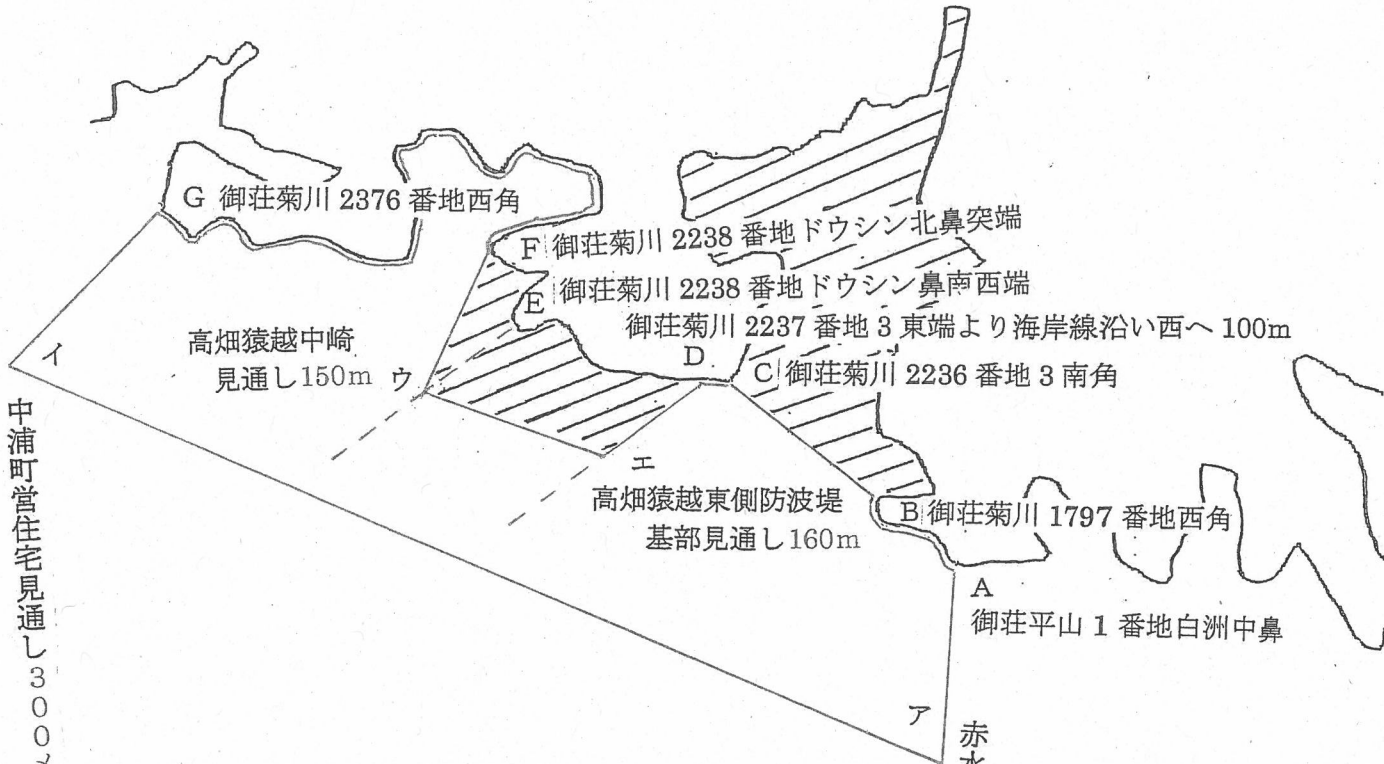 G 御荘菊川 2376 番地西角
F 御荘菊川 2238 番地ドウシン北鼻突端
E 御荘菊川 2238 番地ドウシン鼻南西端
御荘菊川 2237 番地 3 東端より海岸線沿い西へ 100m
D
C 御荘菊川 2236 番地 3 南角
イ
高畑猿越中崎
見通し150m
ウ
エ
高畑猿越東側防波堤
基部見通し160m
B 御荘菊川 1797 番地西角
A
御荘平山 1 番地白洲中鼻
中浦町営住宅見通し300
ア
赤水